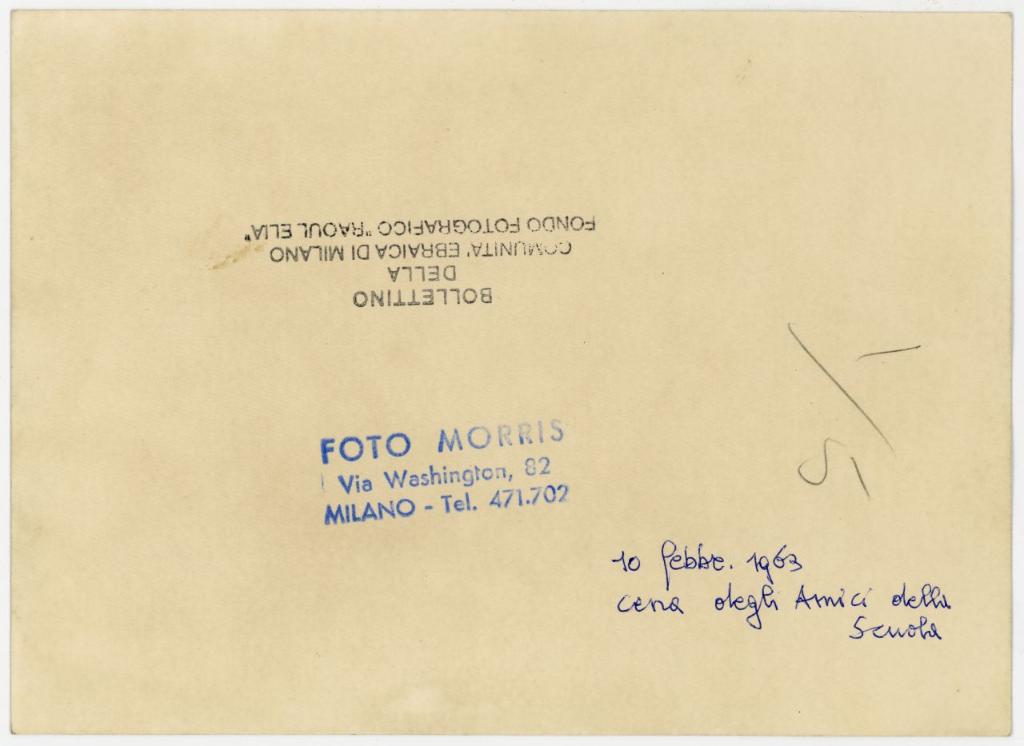 BOLLETTINO
DELLA
COMUNITA' EBRAICA DI MILANO
FONDO FOTOGRAFICO "RAOUL ELIA"
FOTO MORRIS
Via Washington, 82
MILANO - Tel. 471.702
10 febbr. 1963
cena degli Amici della
Scuola